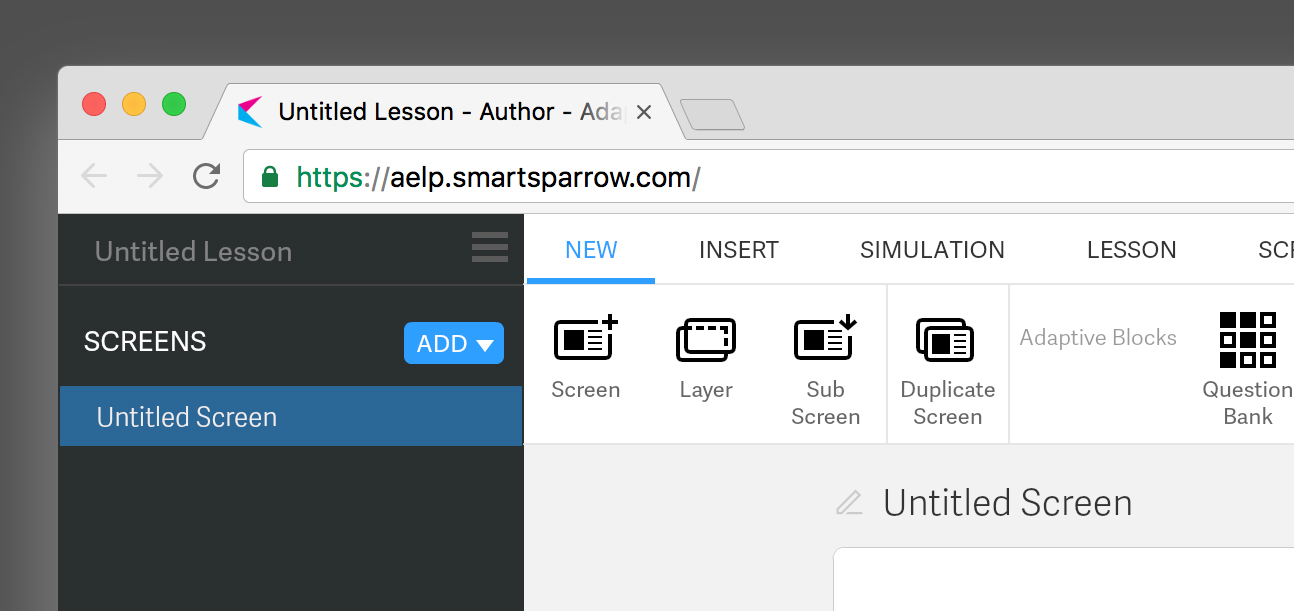 Untitled Lesson - Author - Ada
https://aelp.smartsparrow.com/
Untitled Lesson
NEW INSERT SIMULATION LESSON
SCREENS
ADD
Untitled Screen
Screen
Layer
Sub
Screen
Duplicate
Screen
Adaptive Blocks
Question
Bank
Untitled Screen